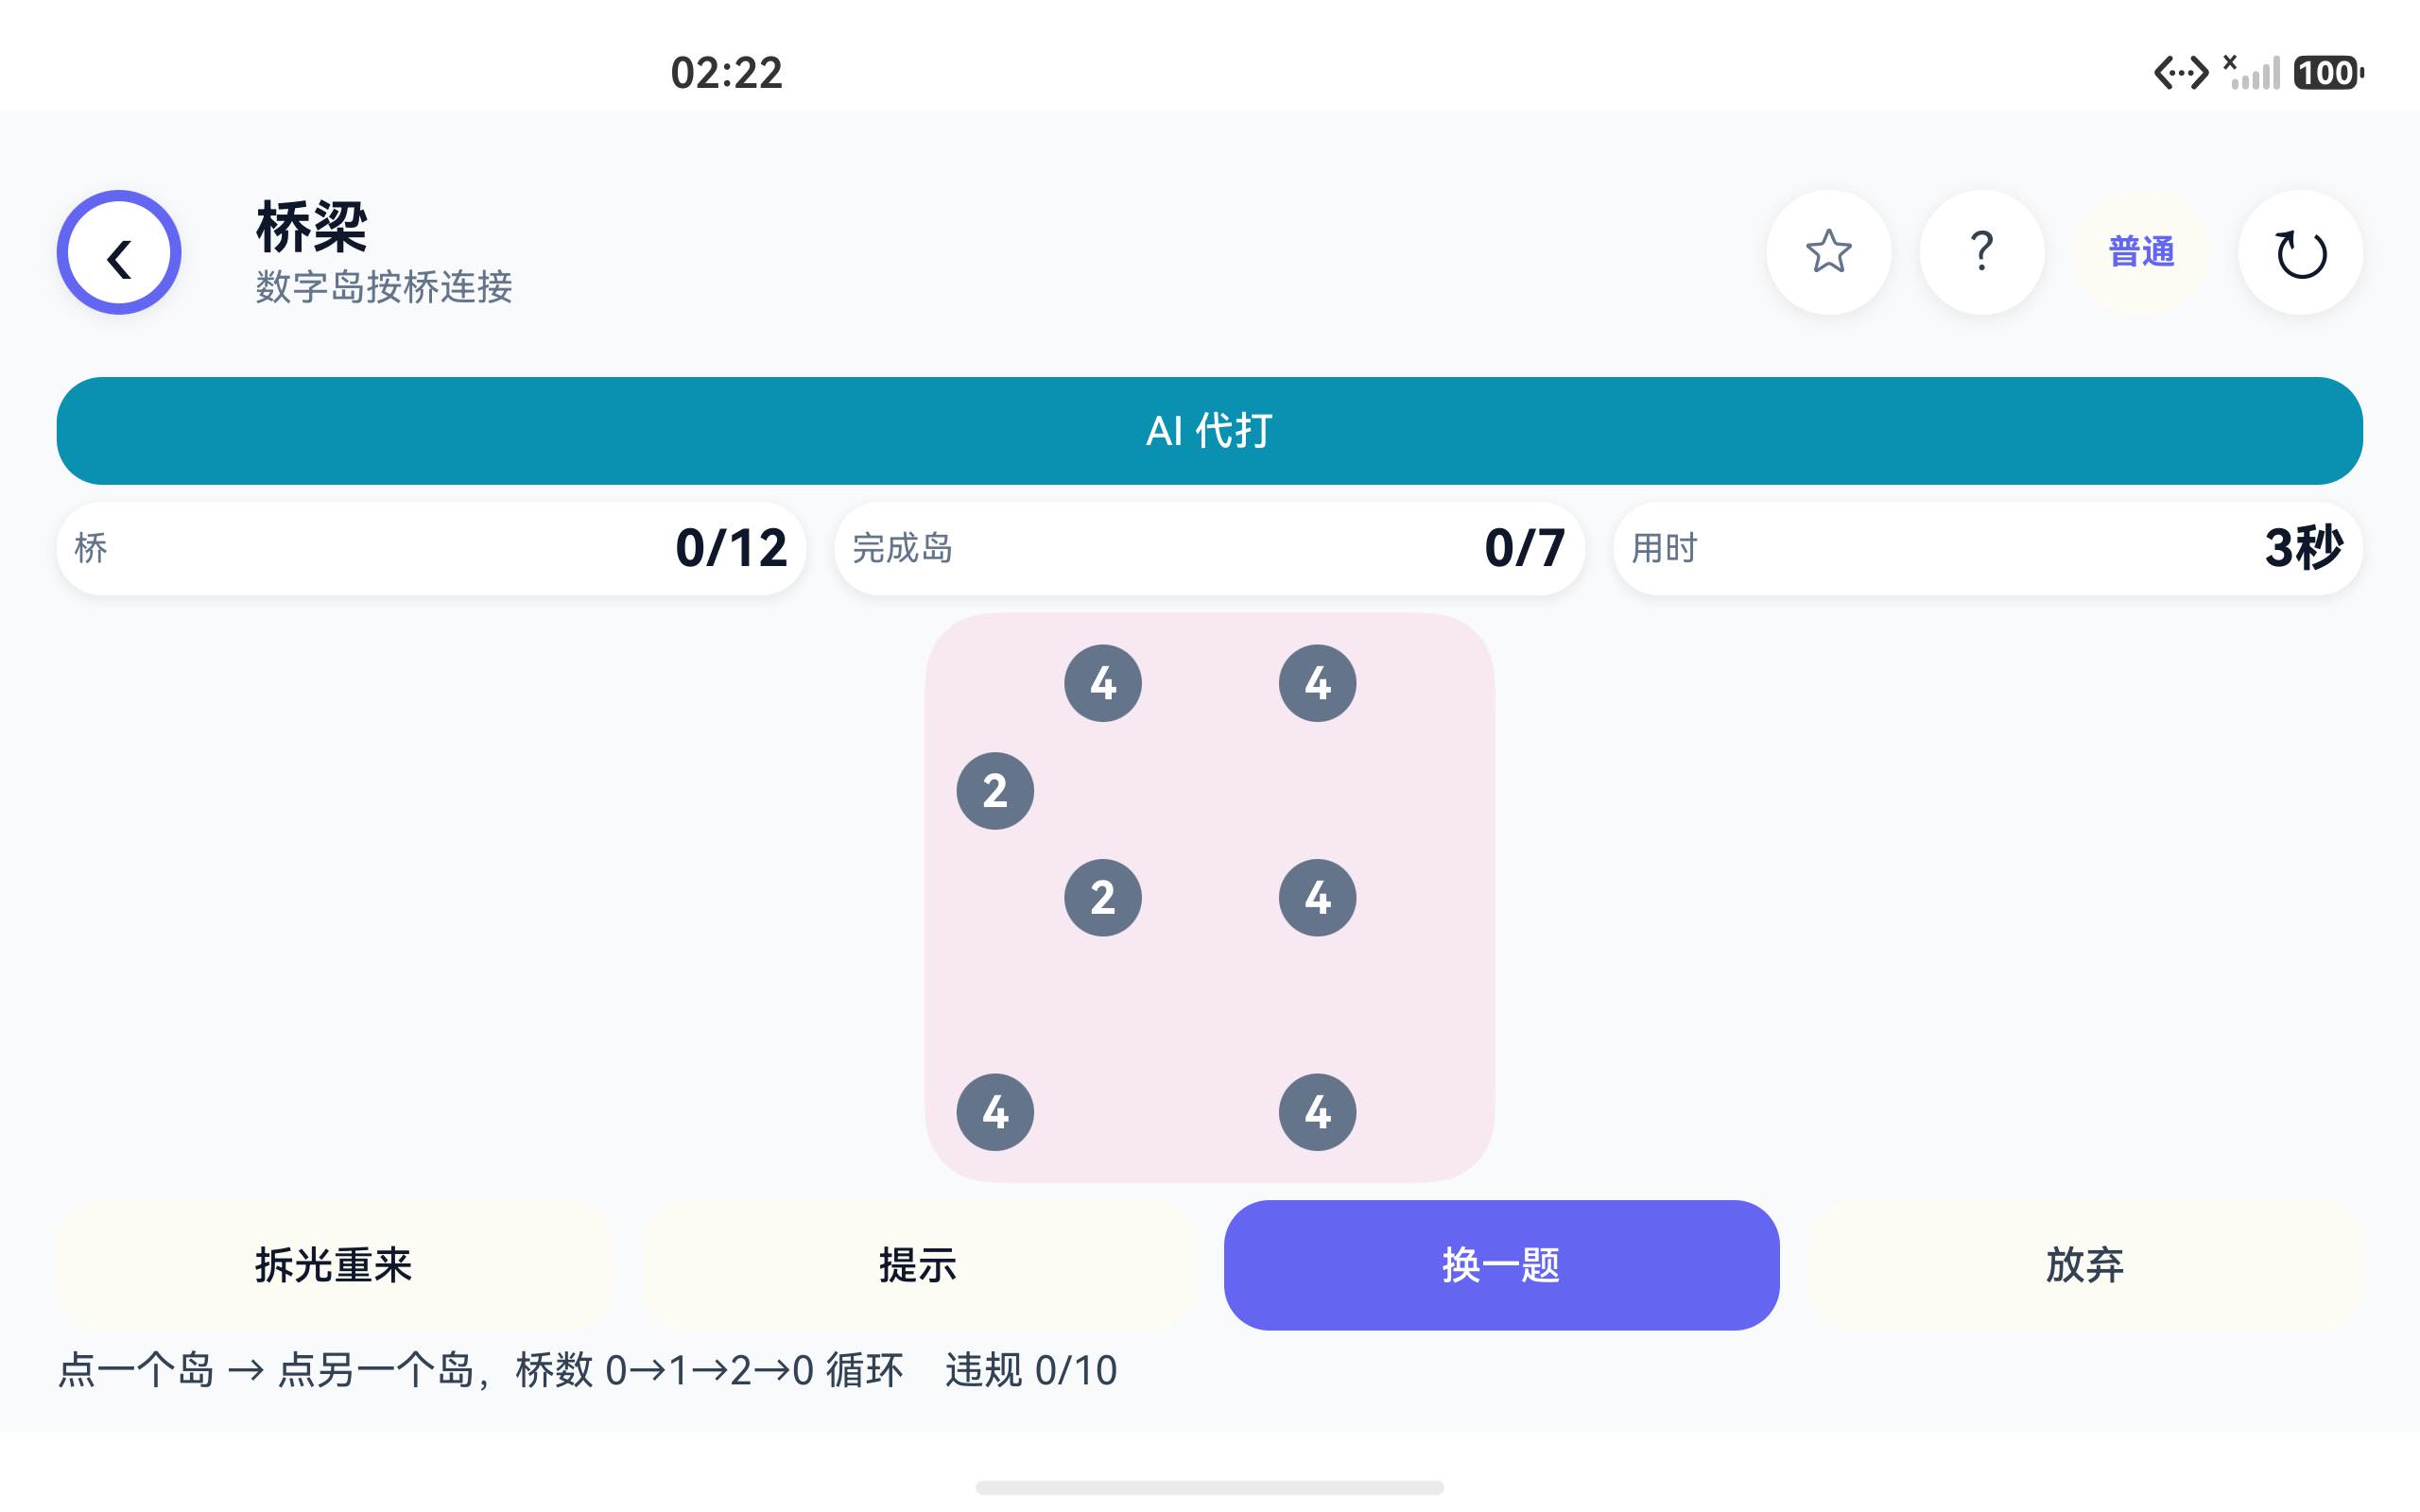 02:22
100
桥梁
数字岛按桥连接
?
普通
AI 代打
桥 0/12
完成岛 0/7
用时 3秒
4 4
2
2 4
4 4
拆光重来
提示
换一题
放弃
点一个岛 → 点另一个岛，桥数 0→1→2→0 循环 违规 0/10